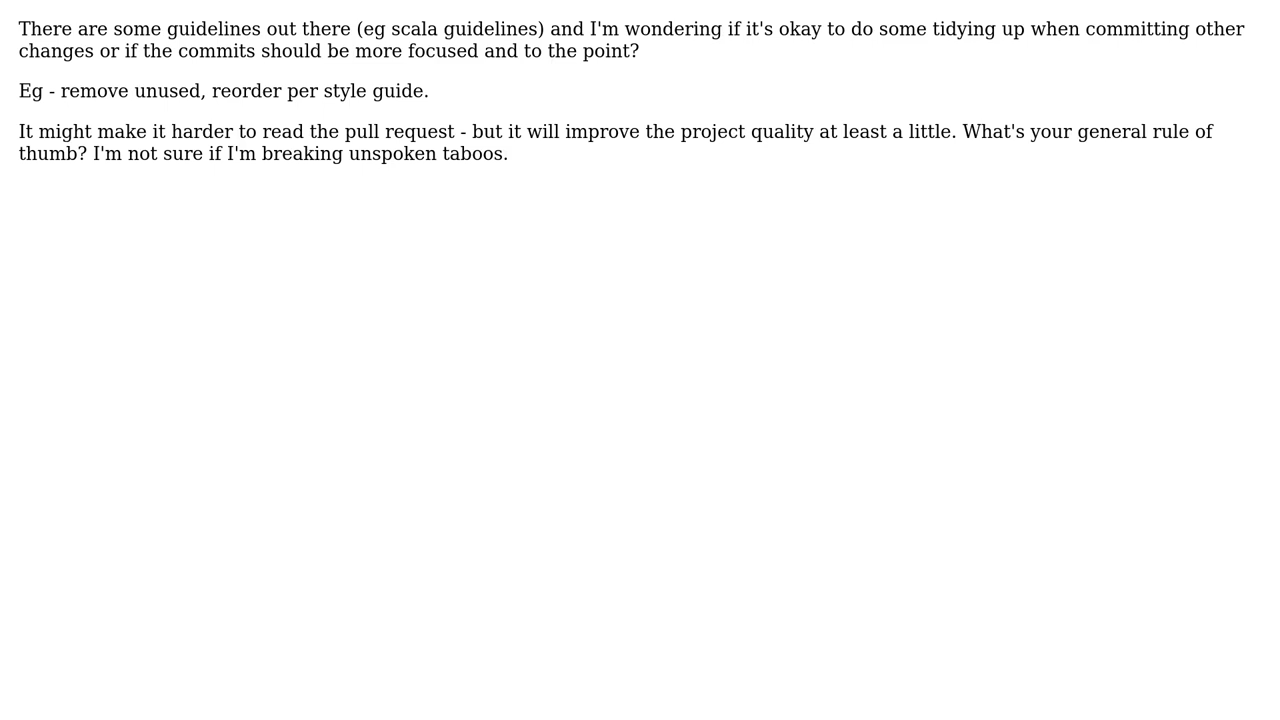 There are some guidelines out there (eg scala guidelines) and I'm wondering if it's okay to do some tidying up when committing other
changes or if the commits should be more focused and to the point?
Eg - remove unused, reorder per style guide.
It might make it harder to read the pull request - but it will improve the project quality at least a little. What's your general rule of
thumb? I'm not sure if I'm breaking unspoken taboos.